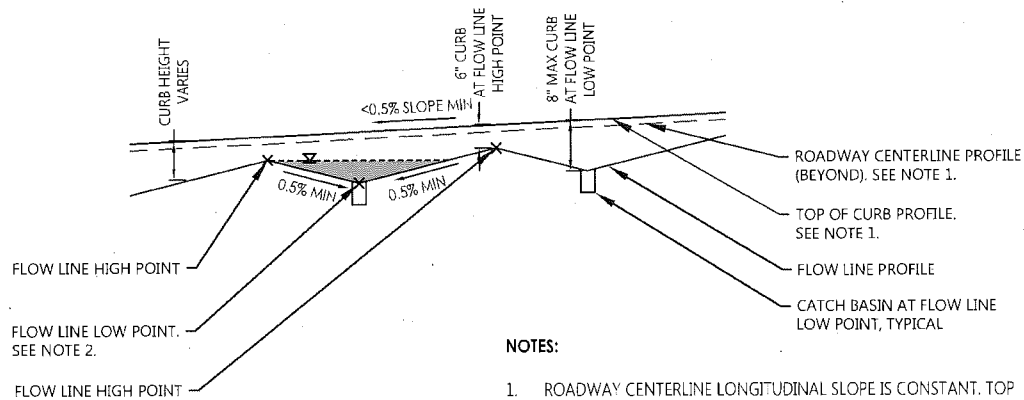 CURB HEIGHT
VARIES
6" CURB
AT FLOW LINE
HIGH POINT
8" MAX CURB
AT FLOW LINE
LOW POINT
<0.5% SLOPE MIN
0.5% MIN
0.5% MIN
ROADWAY CENTERLINE PROFILE
(BEYOND). SEE NOTE 1.
TOP OF CURB PROFILE.
SEE NOTE 1.
FLOW LINE PROFILE
CATCH BASIN AT FLOW LINE
LOW POINT, TYPICAL
FLOW LINE HIGH POINT
FLOW LINE LOW POINT.
SEE NOTE 2.
FLOW LINE HIGH POINT
NOTES:
1. ROADWAY CENTERLINE LONGITUDINAL SLOPE IS CONSTANT. TOP